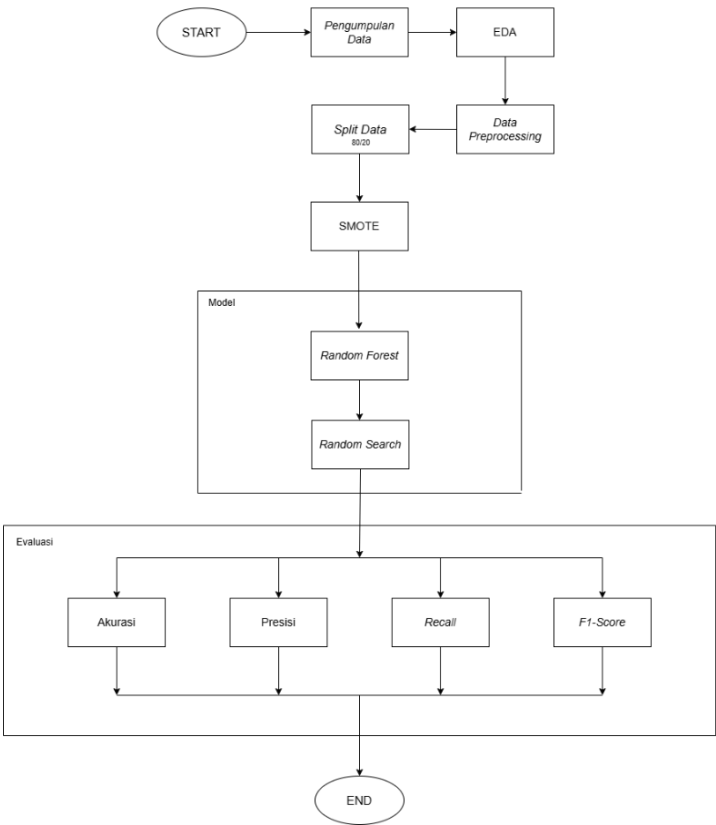 START
Pengumpulan
Data
EDA
Data
Preprocessing
Split Data
80/20
SMOTE
Model
Random Forest
Random Search
Evaluasi
Akurasi
Presisi
Recall
F1-Score
END